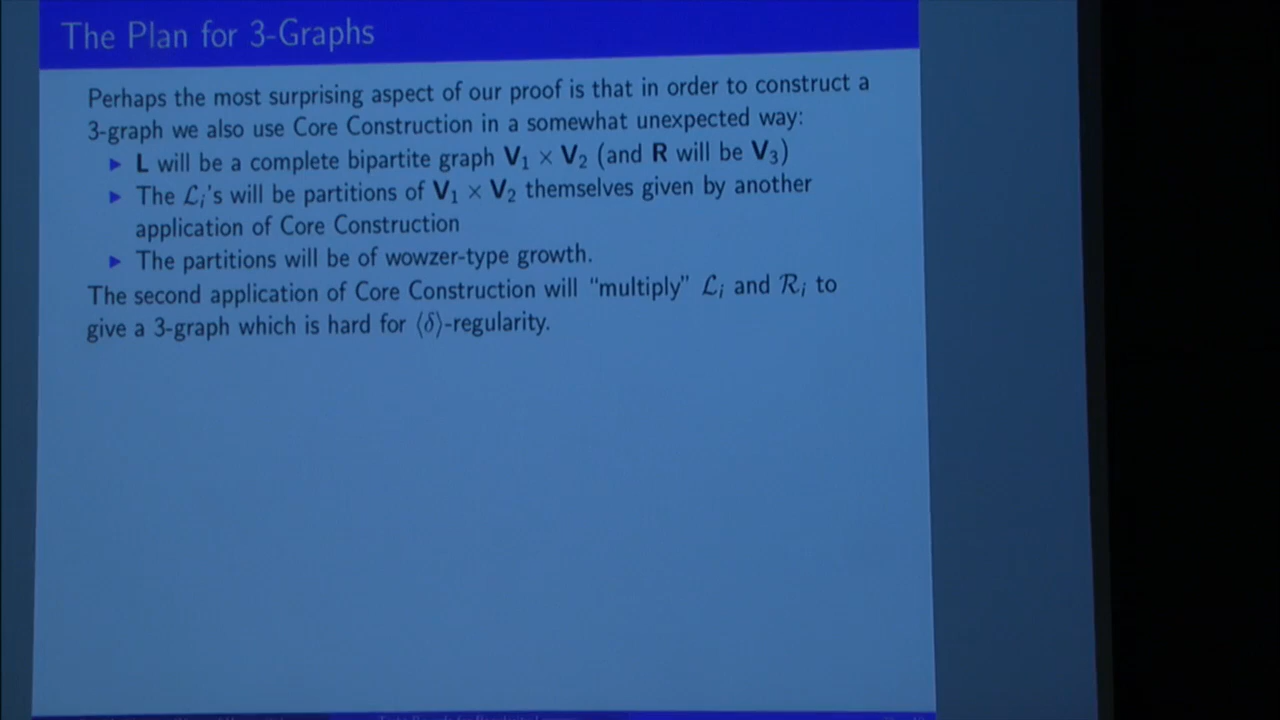 The Plan for 3-Graphs
Perhaps the most surprising aspect of our proof is that in order to construct a
3-graph we also use Core Construction in a somewhat unexpected way:
▶ L will be a complete bipartite graph V₁ × V₂ (and R will be V₃)
▶ The ℒᵢ's will be partitions of V₁ × V₂ themselves given by another
application of Core Construction
▶ The partitions will be of wowzer-type growth.
The second application of Core Construction will “multiply” ℒᵢ and ℛᵢ to
give a 3-graph which is hard for ⟨δ⟩-regularity.